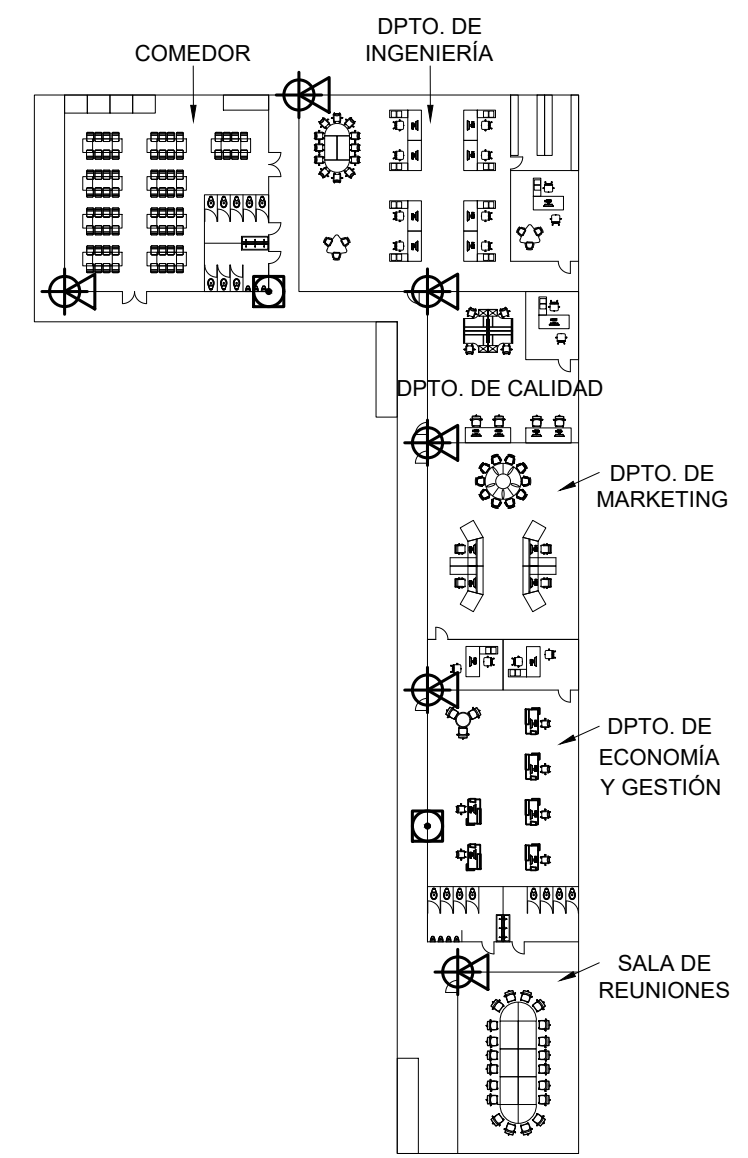 COMEDOR
DPTO. DE
INGENIERÍA
DPTO. DE CALIDAD
DPTO. DE
MARKETING
DPTO. DE
ECONOMÍA
Y GESTIÓN
SALA DE
REUNIONES